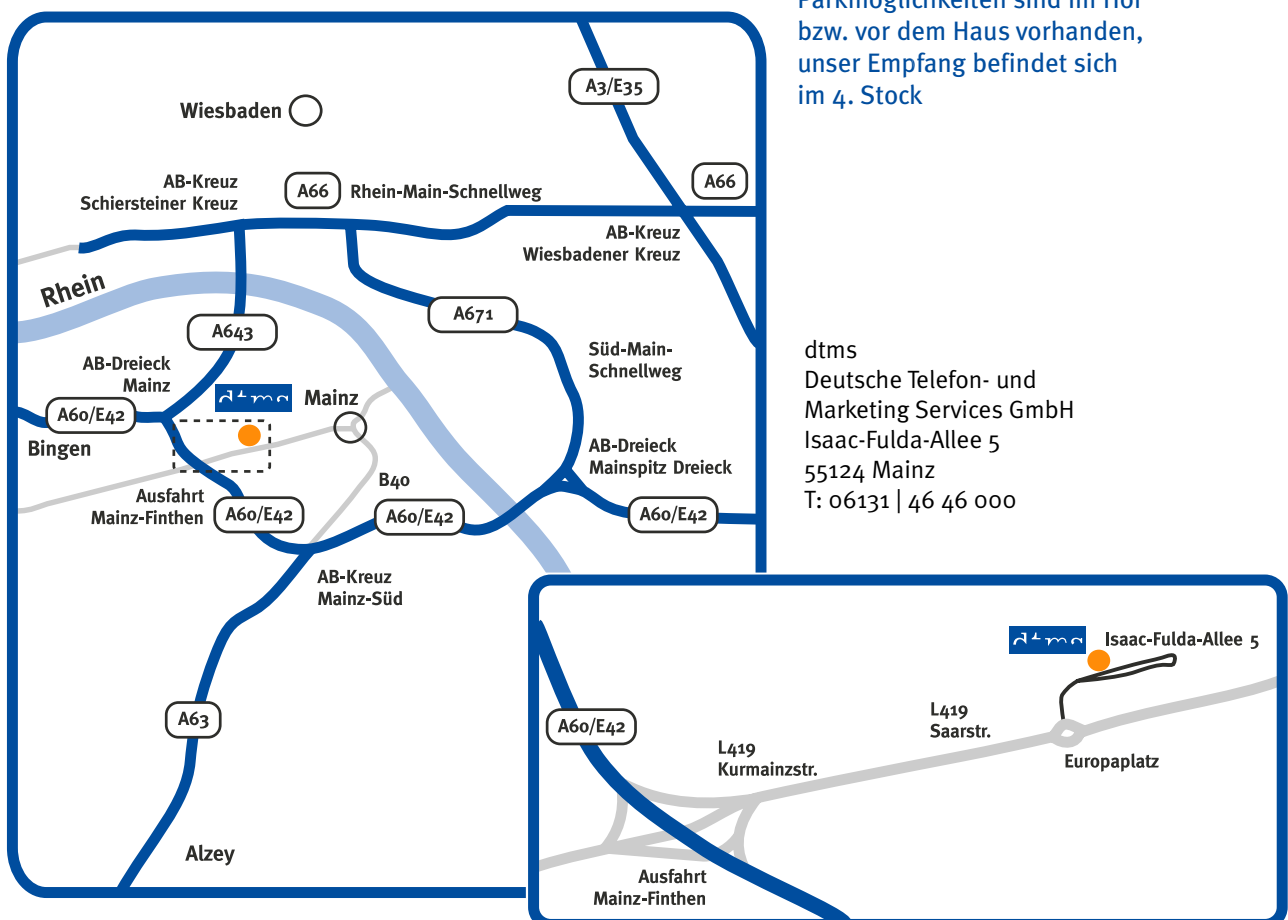 Parkmöglichkeiten sind im Hof
bzw. vor dem Haus vorhanden,
unser Empfang befindet sich
im 4. Stock
A3/E35
Wiesbaden
AB-Kreuz
Schiersteiner Kreuz
A66
Rhein-Main-Schnellweg
A66
AB-Kreuz
Wiesbadener Kreuz
Rhein
A643
A671
AB-Dreieck
Mainz
dtms
Mainz
Süd-Main-
Schnellweg
A60/E42
Bingen
AB-Dreieck
Mainspitz Dreieck
B40
Ausfahrt
Mainz-Finthen
A60/E42
A60/E42
A60/E42
AB-Kreuz
Mainz-Süd
A63
Alzey
dtms
Deutsche Telefon- und
Marketing Services GmbH
Isaac-Fulda-Allee 5
55124 Mainz
T: 06131 | 46 46 000
dtms
Isaac-Fulda-Allee 5
A60/E42
L419
Saarstr.
L419
Kurmainzstr.
Europaplatz
Ausfahrt
Mainz-Finthen